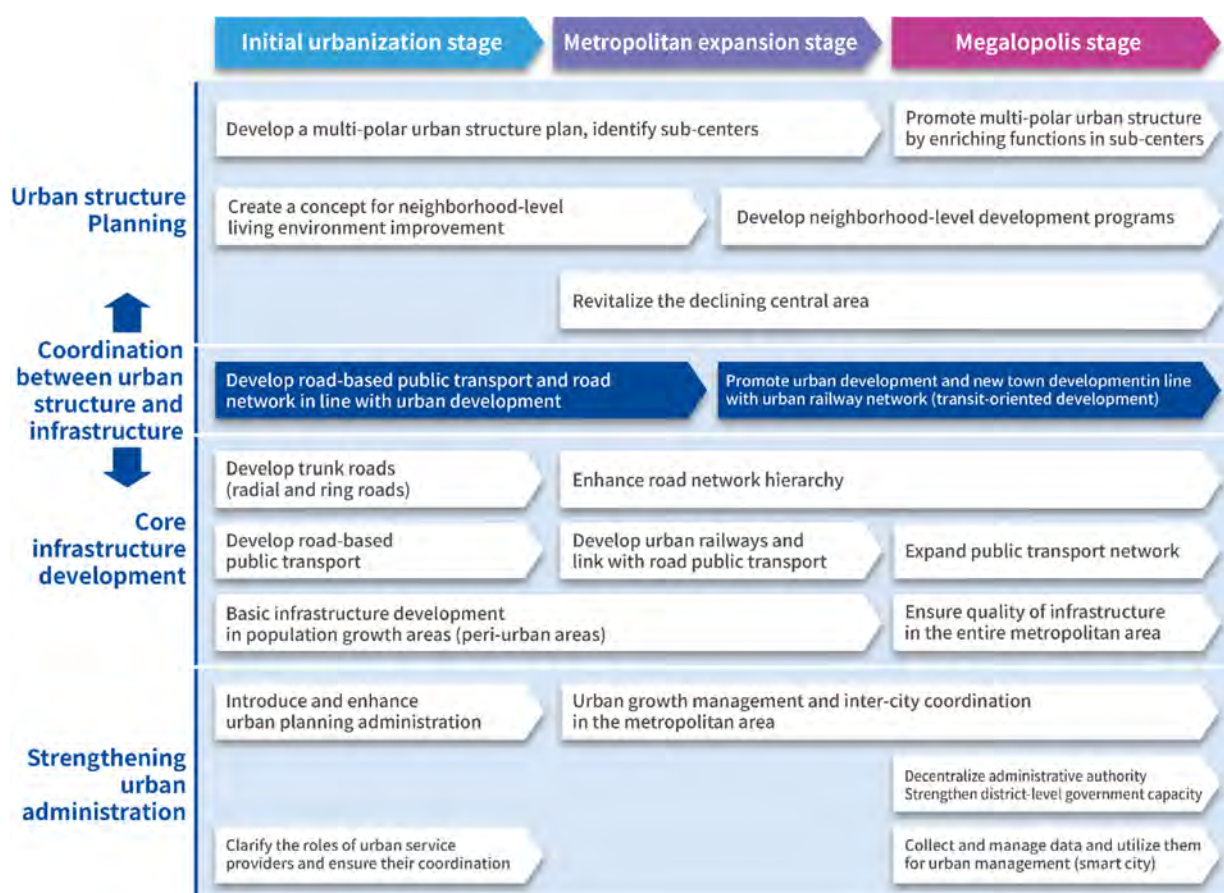 Initial urbanization stage
Metropolitan expansion stage
Megalopolis stage
Urban structure
Planning
Develop a multi-polar urban structure plan, identify sub-centers
Promote multi-polar urban structure
by enriching functions in sub-centers
Create a concept for neighborhood-level
living environment improvement
Develop neighborhood-level development programs
Revitalize the declining central area
Coordination
between urban
structure and
infrastructure
Develop road-based public transport and road
network in line with urban development
Promote urban development and new town developmentin line
with urban railway network (transit-oriented development)
Core
infrastructure
development
Develop trunk roads
(radial and ring roads)
Enhance road network hierarchy
Develop road-based
public transport
Develop urban railways and
link with road public transport
Expand public transport network
Basic infrastructure development
in population growth areas (peri-urban areas)
Ensure quality of infrastructure
in the entire metropolitan area
Strengthening
urban
administration
Introduce and enhance
urban planning administration
Urban growth management and inter-city coordination
in the metropolitan area
Decentralize administrative authority
Strengthen district-level government capacity
Clarify the roles of urban service
providers and ensure their coordination
Collect and manage data and utilize them
for urban management (smart city)